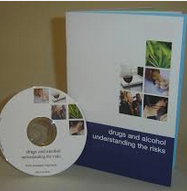 drugs and alcohol
understanding the risks
drugs and alcohol
understanding the risks